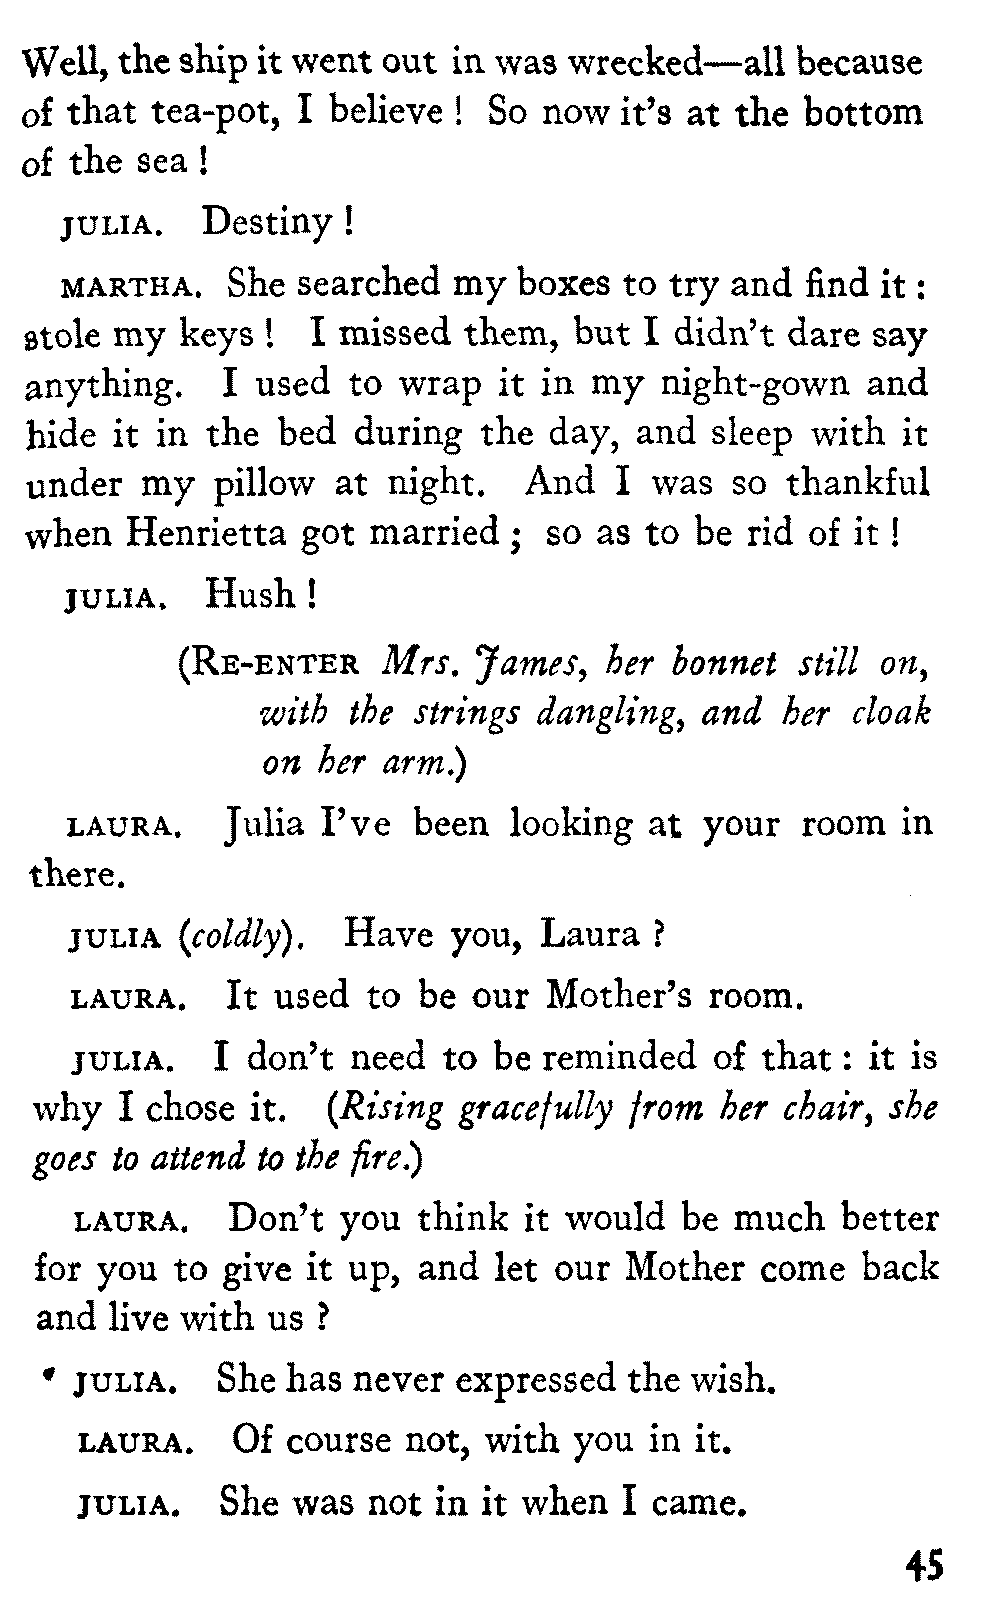 Well, the ship it went out in was wrecked—all because
of that tea-pot, I believe ! So now it's at the bottom
of the sea !
JULIA. Destiny !
MARTHA. She searched my boxes to try and find it :
stole my keys ! I missed them, but I didn't dare say
anything. I used to wrap it in my night-gown and
hide it in the bed during the day, and sleep with it
under my pillow at night. And I was so thankful
when Henrietta got married ; so as to be rid of it !
JULIA. Hush !
(RE-ENTER Mrs. James, her bonnet still on,
with the strings dangling, and her cloak
on her arm.)
LAURA. Julia I've been looking at your room in
there.
JULIA (coldly). Have you, Laura ?
LAURA. It used to be our Mother's room.
JULIA. I don't need to be reminded of that : it is
why I chose it. (Rising gracefully from her chair, she
goes to attend to the fire.)
LAURA. Don't you think it would be much better
for you to give it up, and let our Mother come back
and live with us ?
JULIA. She has never expressed the wish.
LAURA. Of course not, with you in it.
JULIA. She was not in it when I came.
45